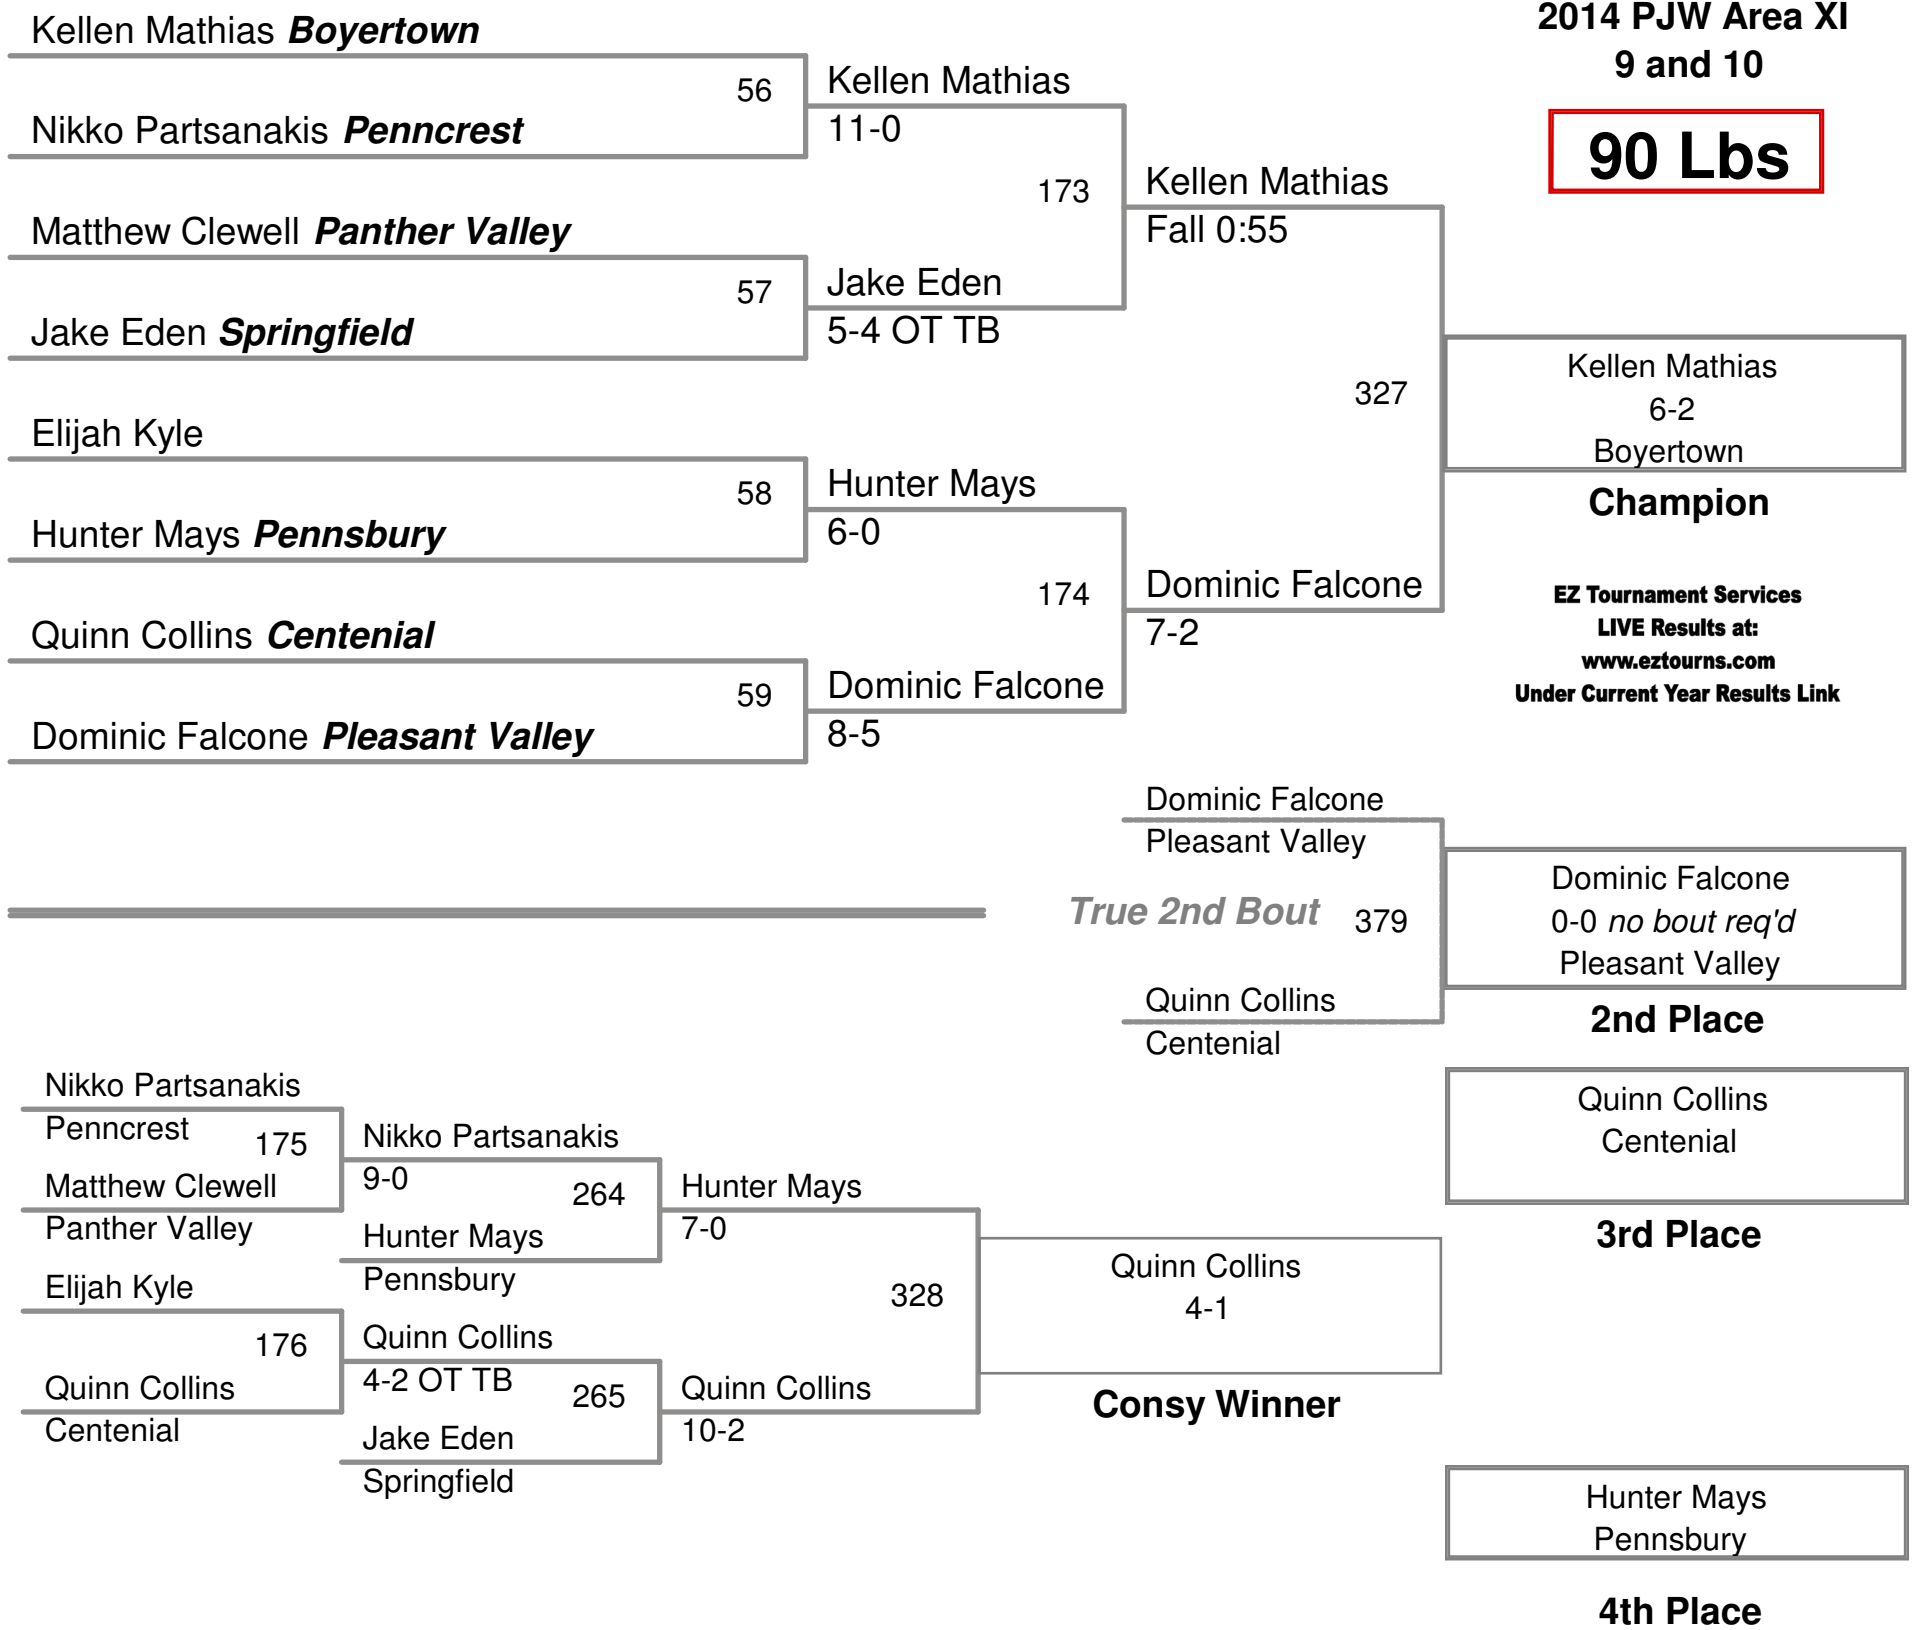 2014 PJW Area XI
9 and 10
90 Lbs
Kellen Mathias Boyertown
56
Nikko Partsanakis Penncrest
Kellen Mathias
11-0
Matthew Clewell Panther Valley
57
Jake Eden Springfield
Jake Eden
5-4 OT TB
173
Kellen Mathias
Fall 0:55
Elijah Kyle
58
Hunter Mays Pennsbury
Hunter Mays
6-0
Quinn Collins Centenial
59
Dominic Falcone Pleasant Valley
Dominic Falcone
8-5
174
Dominic Falcone
7-2
327
Kellen Mathias
6-2
Boyertown
Champion
EZ Tournament Services
LIVE Results at:
www.eztourns.com
Under Current Year Results Link
Dominic Falcone
Pleasant Valley
True 2nd Bout 379
Quinn Collins
Centenial
Dominic Falcone
0-0 no bout req'd
Pleasant Valley
2nd Place
Quinn Collins
Centenial
3rd Place
Nikko Partsanakis
Penncrest
175
Matthew Clewell
Panther Valley
Nikko Partsanakis
9-0
264
Hunter Mays
Pennsbury
Hunter Mays
7-0
Elijah Kyle
176
Quinn Collins
Centenial
Quinn Collins
4-2 OT TB
265
Jake Eden
Springfield
Quinn Collins
10-2
328
Quinn Collins
4-1
Consy Winner
Hunter Mays
Pennsbury
4th Place